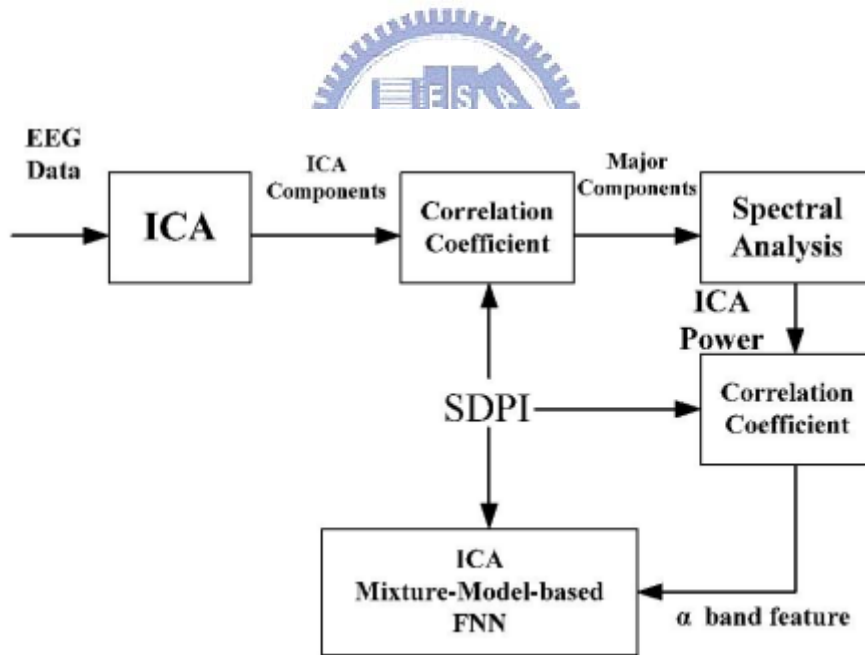 ESA
EEG
Data
ICA
ICA
Components
Correlation
Coefficient
Major
Components
Spectral
Analysis
ICA
Power
Correlation
Coefficient
SDPI
ICA
Mixture-Model-based
FNN
α band feature